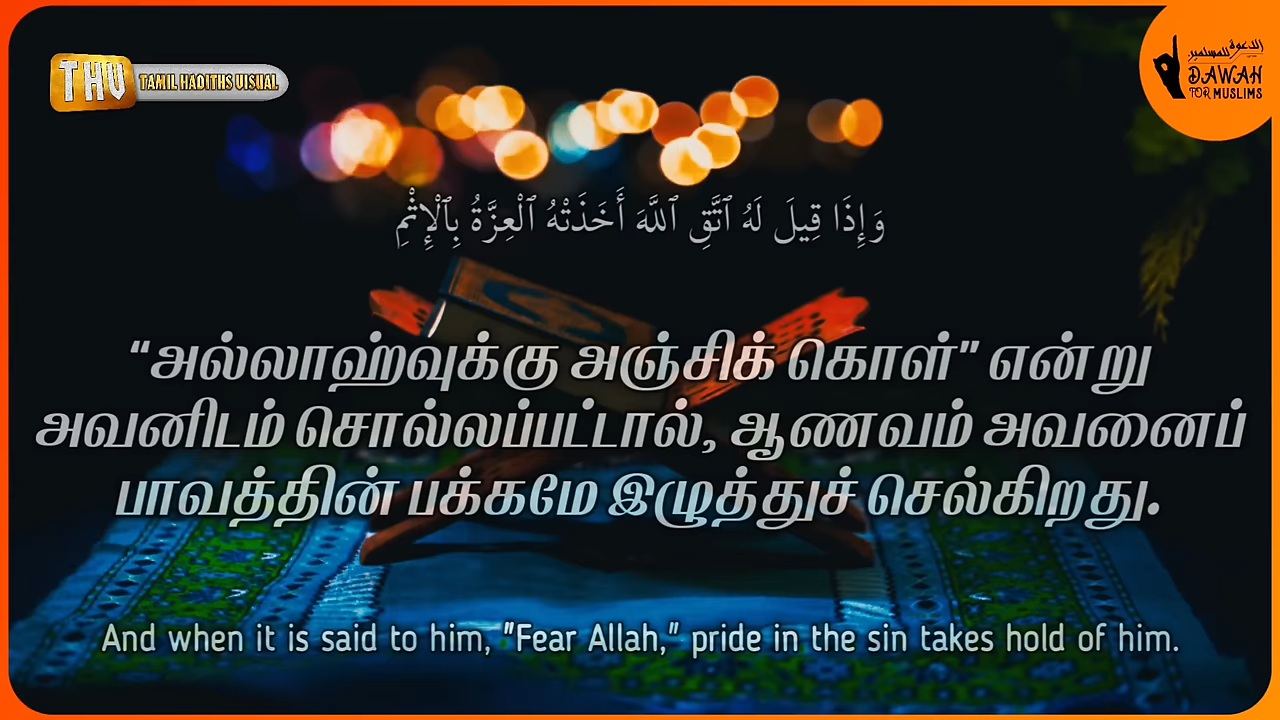 THV
TAMIL HADITHS VISUAL
الدعوة للمسلمين
DAWAH
FOR MUSLIMS
وَإِذَا قِيلَ لَهُ ٱتَّقِ ٱللَّهَ أَخَذَتْهُ ٱلْعِزَّةُ بِٱلْإِثْمِ
“அல்லாஹ்வுக்கு அஞ்சிக் கொள்” என்று
அவனிடம் சொல்லப்பட்டால், ஆணவம் அவனைப்
பாவத்தின் பக்கமே இழுத்துச் செல்கிறது.
And when it is said to him, "Fear Allah," pride in the sin takes hold of him.